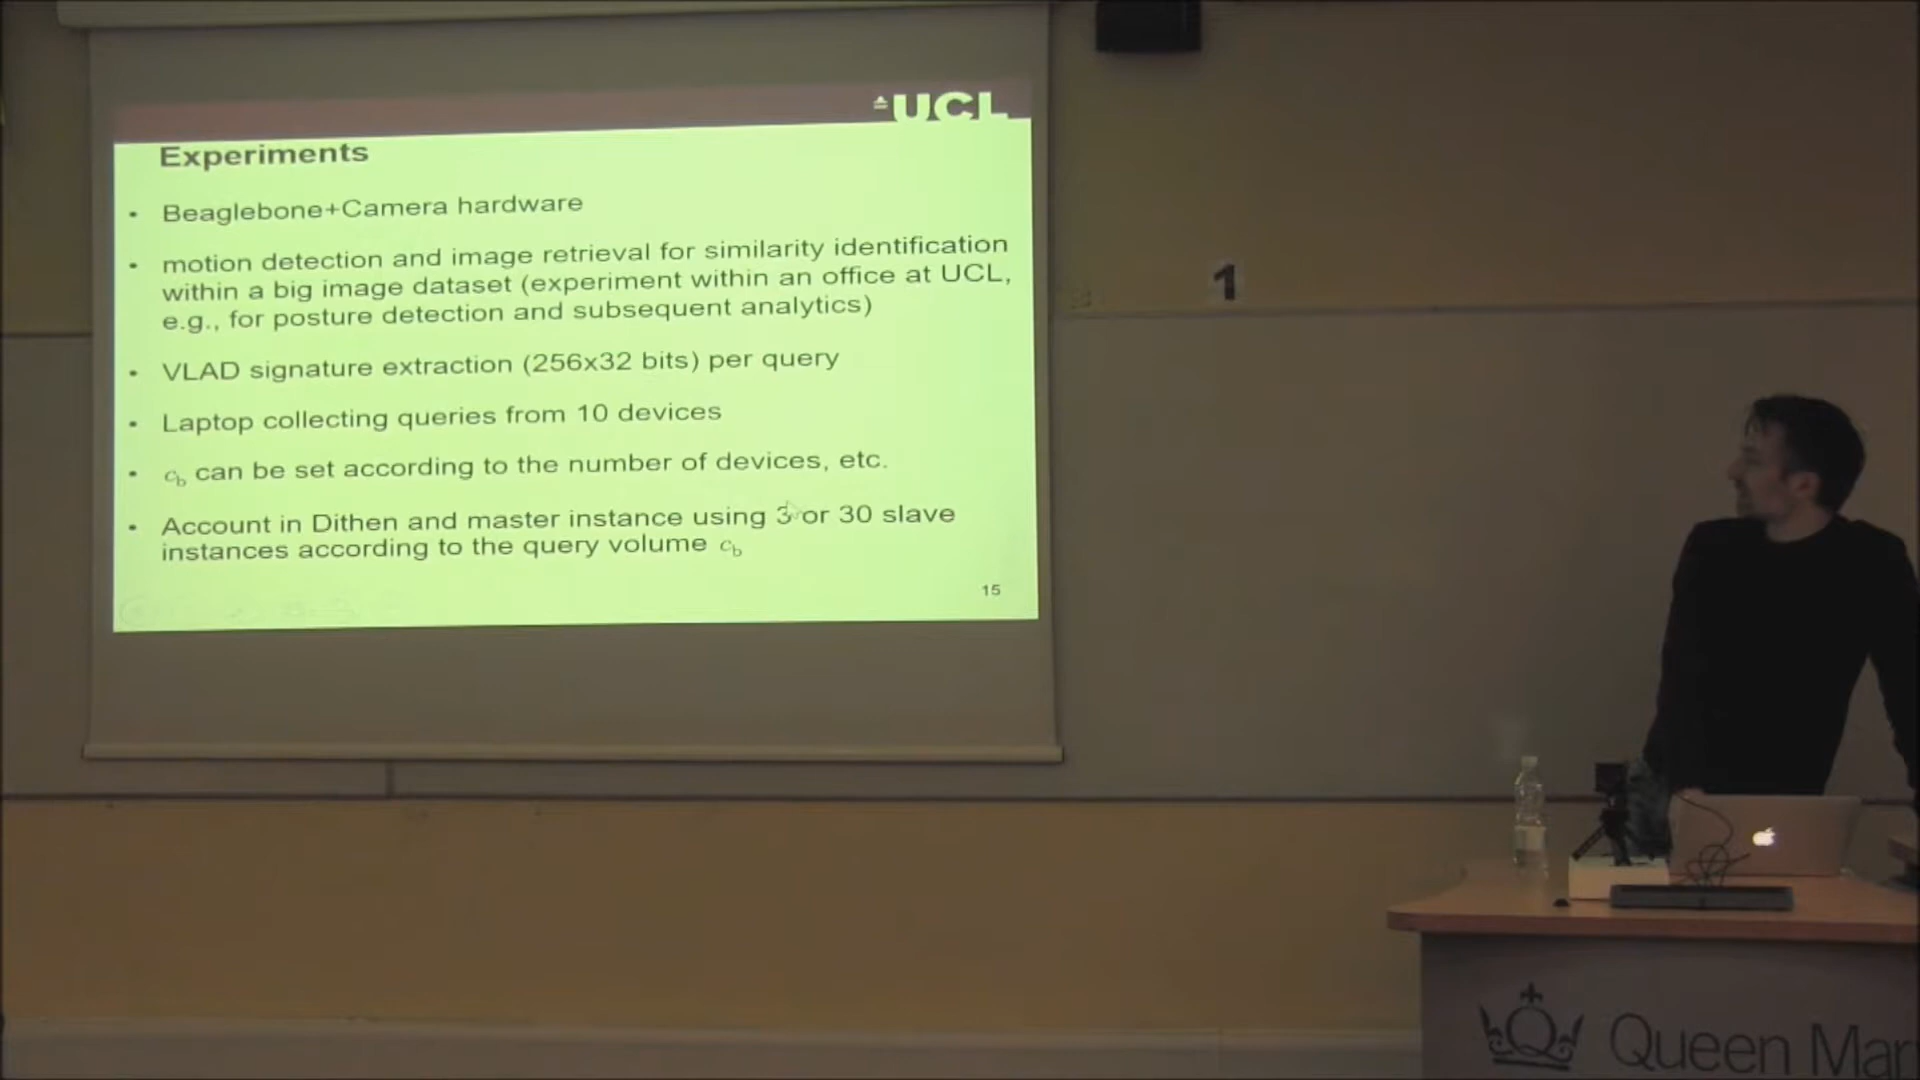 UCL
Experiments
• Beaglebone+Camera hardware
• motion detection and image retrieval for similarity identification
within a big image dataset (experiment within an office at UCL,
e.g., for posture detection and subsequent analytics)
• VLAD signature extraction (256x32 bits) per query
• Laptop collecting queries from 10 devices
• cb can be set according to the number of devices, etc.
• Account in Dithen and master instance using 3 or 30 slave
instances according to the query volume cb
15
1
Queen Mar